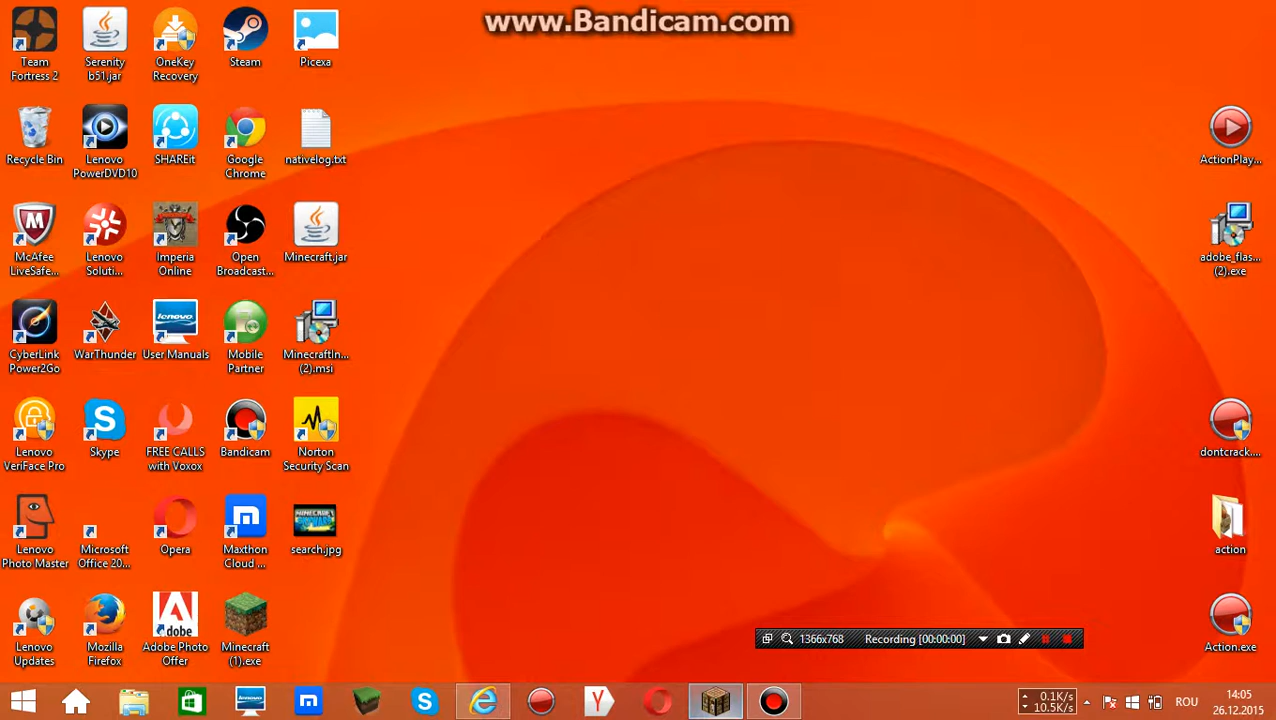 www.Bandicam.com
Team
Fortress 2
Serenity
b51.jar
OneKey
Recovery
Steam
Picexa
Recycle Bin
Lenovo
PowerDVD10
SHAREit
Google
Chrome
nativelog.txt
ActionPlay...
McAfee
LiveSafe...
Lenovo
Soluti...
Imperia
Online
Open
Broadcast...
Minecraft.jar
adobe_flas...
(2).exe
CyberLink
Power2Go
WarThunder
lenovo
User Manuals
Mobile
Partner
MinecraftIn...
(2).msi
Lenovo
VeriFace Pro
Skype
FREE CALLS
with Voxox
Bandicam
Norton
Security Scan
dontcrack....
Lenovo
Photo Master
Microsoft
Office 20...
Opera
Maxthon
Cloud ...
search.jpg
action
Lenovo
Updates
Mozilla
Firefox
Adobe
Adobe Photo
Offer
Minecraft
(1).exe
Action.exe
1366x768 Recording [00:00:00]
0.1K/s
10.5K/s
ROU
14:05
26.12.2015